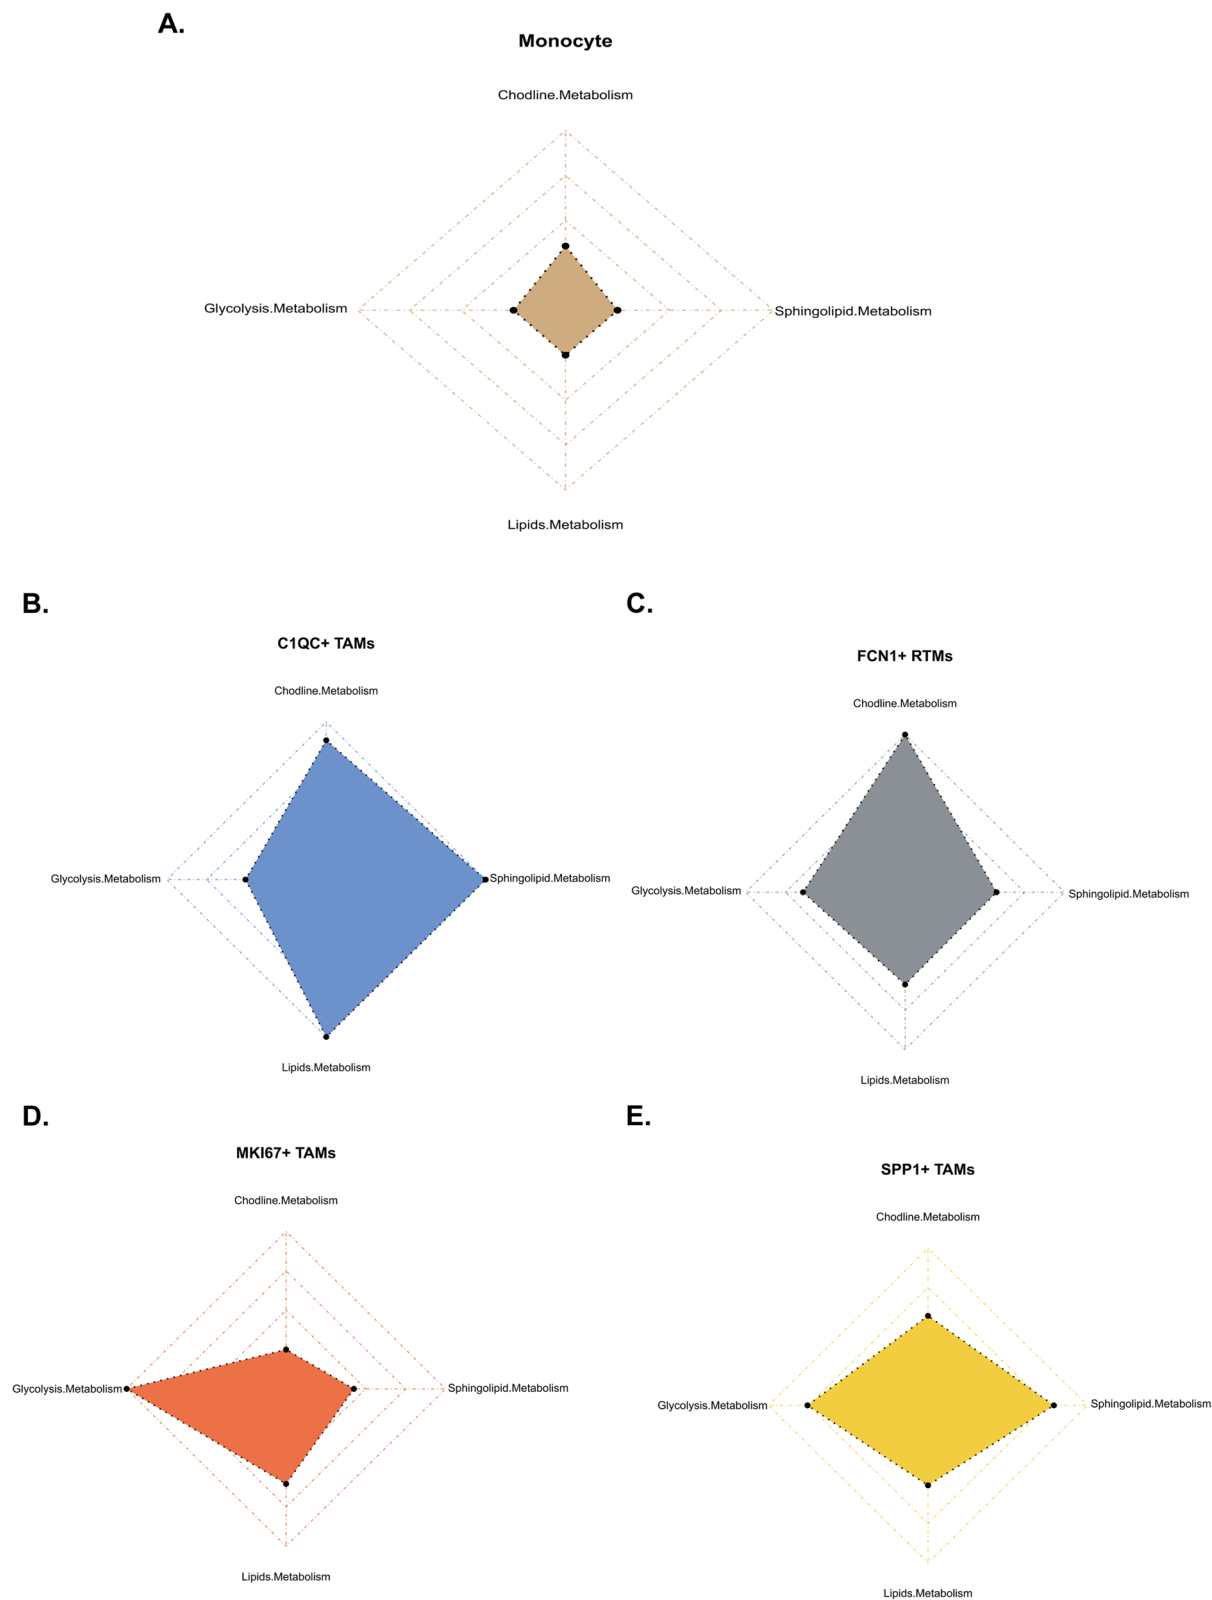 A.
Monocyte
Chodline.Metabolism
Glycolysis.Metabolism
Sphingolipid.Metabolism
Lipids.Metabolism
B.
C1QC+ TAMs
Chodline.Metabolism
Glycolysis.Metabolism
Sphingolipid.Metabolism
Lipids.Metabolism
C.
FCN1+ RTMs
Chodline.Metabolism
Glycolysis.Metabolism
Sphingolipid.Metabolism
Lipids.Metabolism
D.
MKI67+ TAMs
Chodline.Metabolism
Glycolysis.Metabolism
Sphingolipid.Metabolism
Lipids.Metabolism
E.
SPP1+ TAMs
Chodline.Metabolism
Glycolysis.Metabolism
Sphingolipid.Metabolism
Lipids.Metabolism